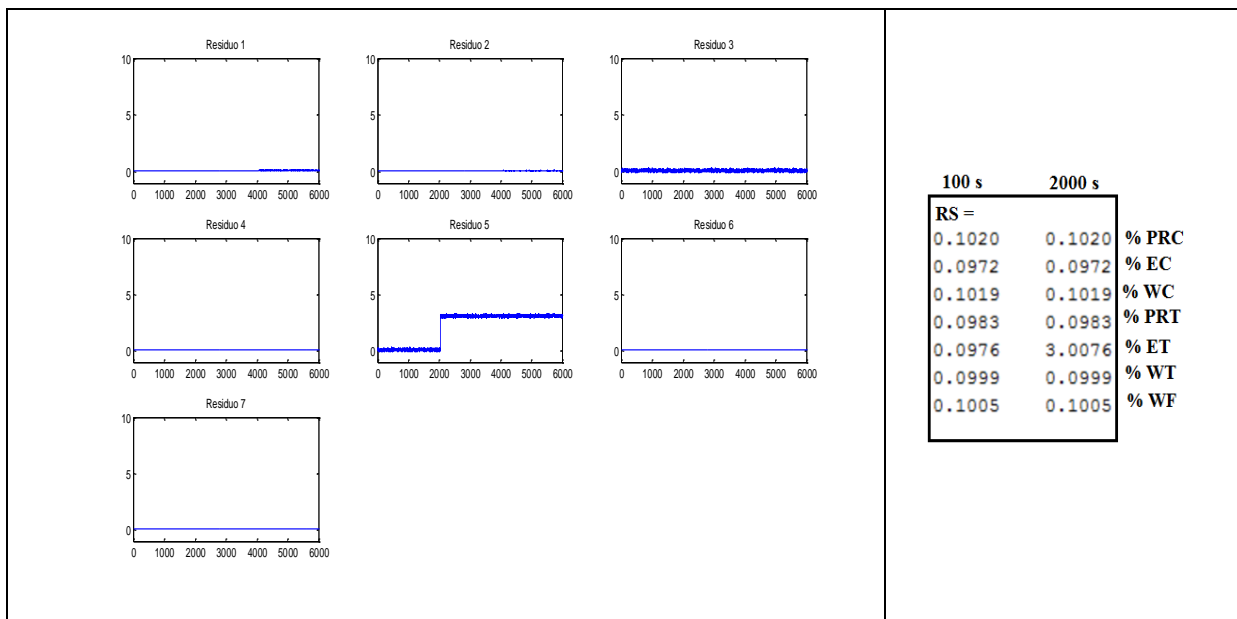 Residuo 1
10
5
0
0 1000 2000 3000 4000 5000 6000
Residuo 2
10
5
0
0 1000 2000 3000 4000 5000 6000
Residuo 3
10
5
0
0 1000 2000 3000 4000 5000 6000
Residuo 4
10
5
0
0 1000 2000 3000 4000 5000 6000
Residuo 5
10
5
0
0 1000 2000 3000 4000 5000 6000
Residuo 6
10
5
0
0 1000 2000 3000 4000 5000 6000
Residuo 7
10
5
0
0 1000 2000 3000 4000 5000 6000
100 s 2000 s
RS =
0.1020 0.1020 % PRC
0.0972 0.0972 % EC
0.1019 0.1019 % WC
0.0983 0.0983 % PRT
0.0976 3.0076 % ET
0.0999 0.0999 % WT
0.1005 0.1005 % WF